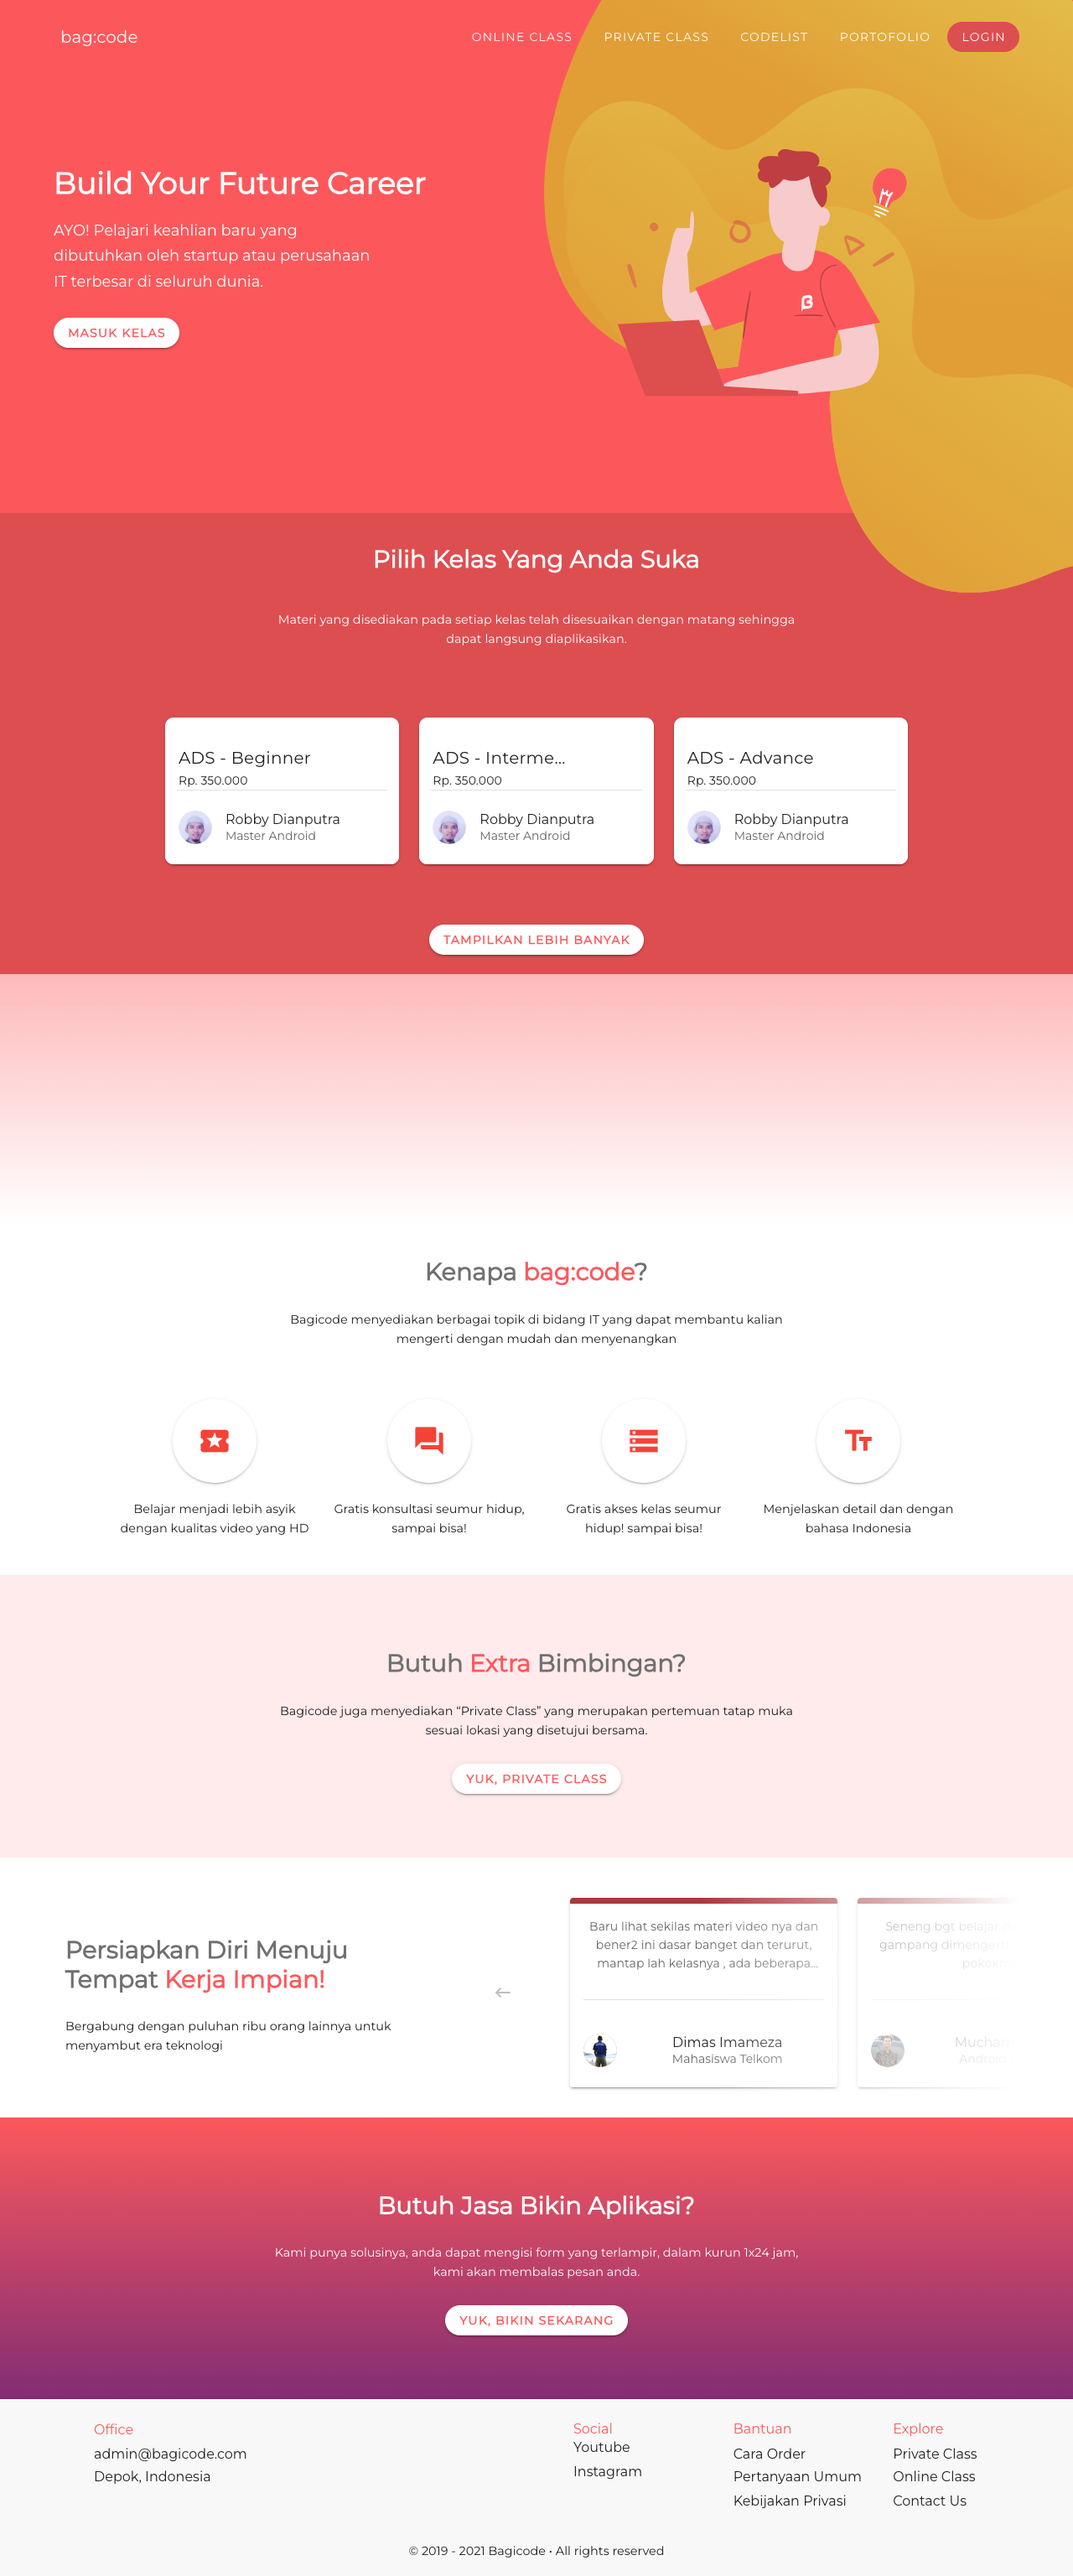 bag:code
ONLINE CLASS
PRIVATE CLASS
CODELIST
PORTOFOLIO
LOGIN
Build Your Future Career
AYO! Pelajari keahlian baru yang
dibutuhkan oleh startup atau perusahaan
IT terbesar di seluruh dunia.
MASUK KELAS
Pilih Kelas Yang Anda Suka
Materi yang disediakan pada setiap kelas telah disesuaikan dengan matang sehingga
dapat langsung diaplikasikan.
ADS - Beginner
Rp. 350.000
Robby Dianputra
Master Android
ADS - Interme...
Rp. 350.000
Robby Dianputra
Master Android
ADS - Advance
Rp. 350.000
Robby Dianputra
Master Android
TAMPILKAN LEBIH BANYAK
Kenapa bag:code?
Bagicode menyediakan berbagai topik di bidang IT yang dapat membantu kalian
mengerti dengan mudah dan menyenangkan
Belajar menjadi lebih asyik
dengan kualitas video yang HD
Gratis konsultasi seumur hidup,
sampai bisa!
Gratis akses kelas seumur
hidup! sampai bisa!
Menjelaskan detail dan dengan
bahasa Indonesia
Butuh Extra Bimbingan?
Bagicode juga menyediakan “Private Class” yang merupakan pertemuan tatap muka
sesuai lokasi yang disetujui bersama.
YUK, PRIVATE CLASS
Persiapkan Diri Menuju
Tempat Kerja Impian!
Bergabung dengan puluhan ribu orang lainnya untuk
menyambut era teknologi
Baru lihat sekilas materi video nya dan
bener2 ini dasar banget dan terurut,
mantap lah kelasnya , ada beberapa...
Dimas Imameza
Mahasiswa Telkom
Seneng bgt
gampang
Android
Butuh Jasa Bikin Aplikasi?
Kami punya solusinya, anda dapat mengisi form yang terlampir, dalam kurun 1x24 jam,
kami akan membalas pesan anda.
YUK, BIKIN SEKARANG
Office
admin@bagicode.com
Depok, Indonesia
Social
Youtube
Instagram
Bantuan
Cara Order
Pertanyaan Umum
Kebijakan Privasi
Explore
Private Class
Online Class
Contact Us
© 2019 - 2021 Bagicode • All rights reserved